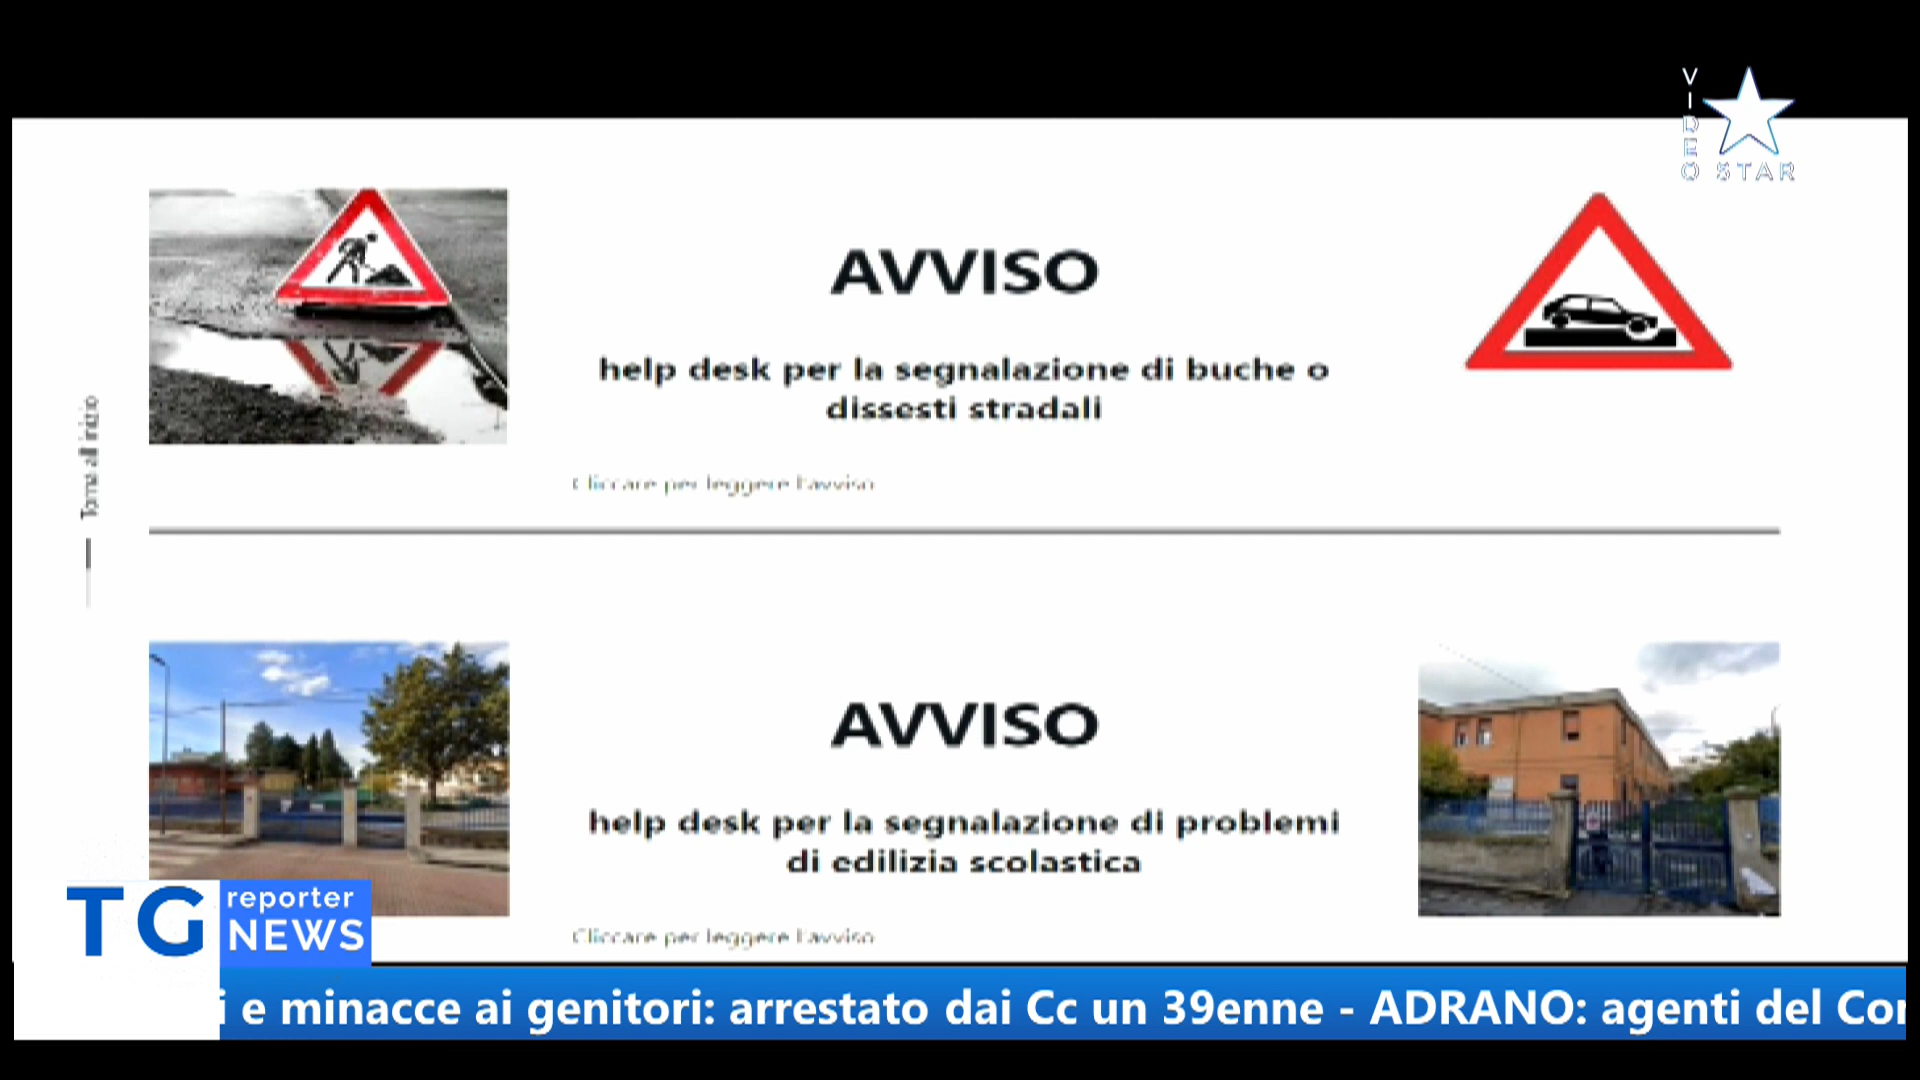 VIDEO
STAR
AVVISO
help desk per la segnalazione di buche o
dissesti stradali
Cliccare per leggere l'avviso
Torna all'inizio
AVVISO
help desk per la segnalazione di problemi
di edilizia scolastica
Cliccare per leggere l'avviso
TG reporter
NEWS
i e minacce ai genitori: arrestato dai Cc un 39enne - ADRANO: agenti del Con